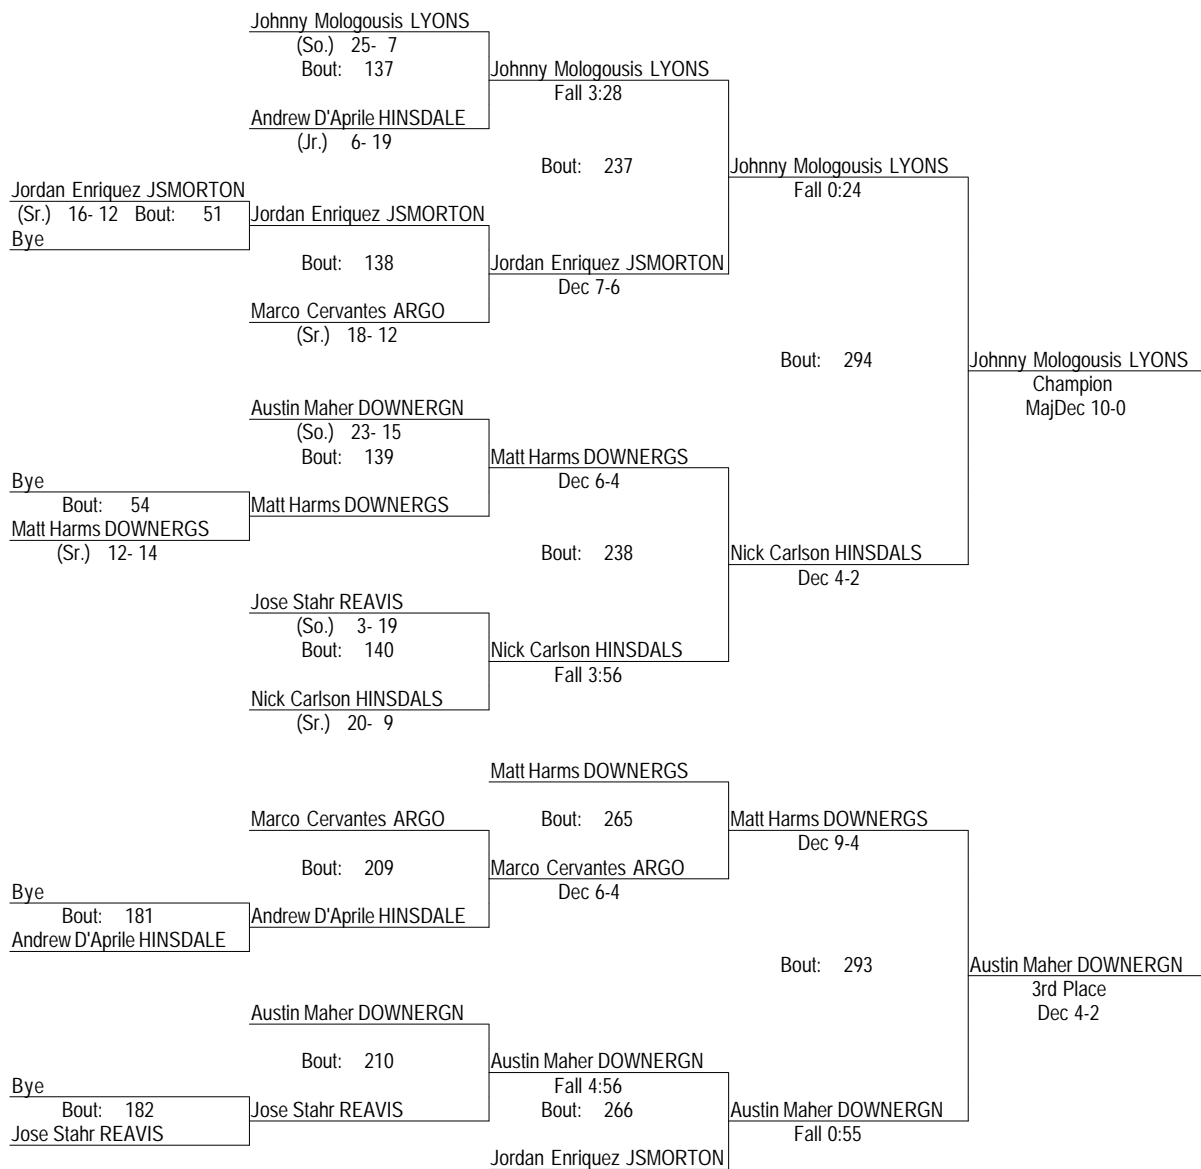 Johnny Mologousis LYONS
(So.) 25- 7
Bout: 137
Johnny Mologousis LYONS
Fall 3:28
Andrew D'Aprile HINSDALE
(Jr.) 6- 19
Bout: 237
Johnny Mologousis LYONS
Fall 0:24
Jordan Enriquez JSMORTON
(Sr.) 16- 12 Bout: 51
Bye
Jordan Enriquez JSMORTON
Bout: 138
Jordan Enriquez JSMORTON
Dec 7-6
Marco Cervantes ARGO
(Sr.) 18- 12
Bout: 294
Johnny Mologousis LYONS
Champion
MajDec 10-0
Austin Maher DOWNERGN
(So.) 23- 15
Bout: 139
Matt Harms DOWNERGS
Dec 6-4
Bye
Bout: 54
Matt Harms DOWNERGS
(Sr.) 12- 14
Matt Harms DOWNERGS
Bout: 238
Nick Carlson HINSDALS
Dec 4-2
Jose Stahr REAVIS
(So.) 3- 19
Bout: 140
Nick Carlson HINSDALS
Fall 3:56
Nick Carlson HINSDALS
(Sr.) 20- 9
Matt Harms DOWNERGS
Marco Cervantes ARGO
Bout: 265
Matt Harms DOWNERGS
Dec 9-4
Bout: 209
Marco Cervantes ARGO
Dec 6-4
Bye
Bout: 181
Andrew D'Aprile HINSDALE
Andrew D'Aprile HINSDALE
Bout: 293
Austin Maher DOWNERGN
3rd Place
Dec 4-2
Austin Maher DOWNERGN
Bout: 210
Austin Maher DOWNERGN
Fall 4:56
Bye
Bout: 182
Jose Stahr REAVIS
Jose Stahr REAVIS
Bout: 266
Austin Maher DOWNERGN
Fall 0:55
Jordan Enriquez JSMORTON